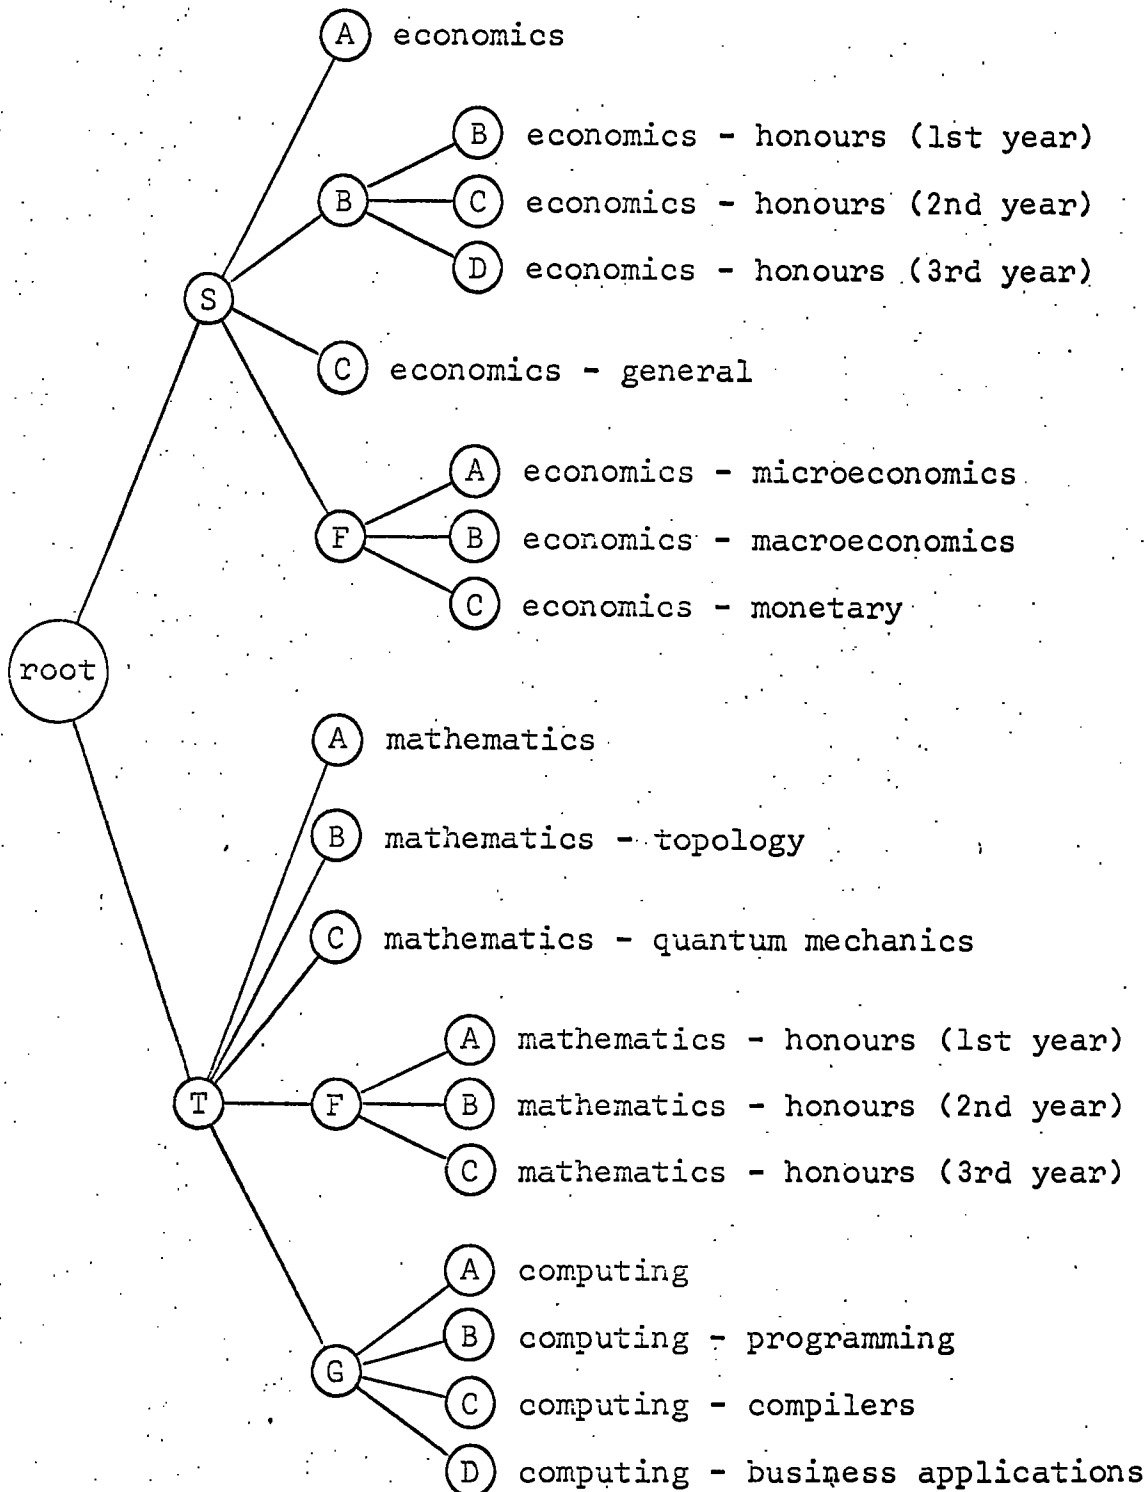 A economics
B economics - honours (1st year)
B C economics - honours (2nd year)
D economics - honours (3rd year)
S
C economics - general
A economics - microeconomics
F B economics - macroeconomics
C economics - monetary
root
A mathematics
B mathematics - topology
C mathematics - quantum mechanics
A mathematics - honours (1st year)
T F B mathematics - honours (2nd year)
C mathematics - honours (3rd year)
A computing
B computing - programming
G
C computing - compilers
D computing - business applications